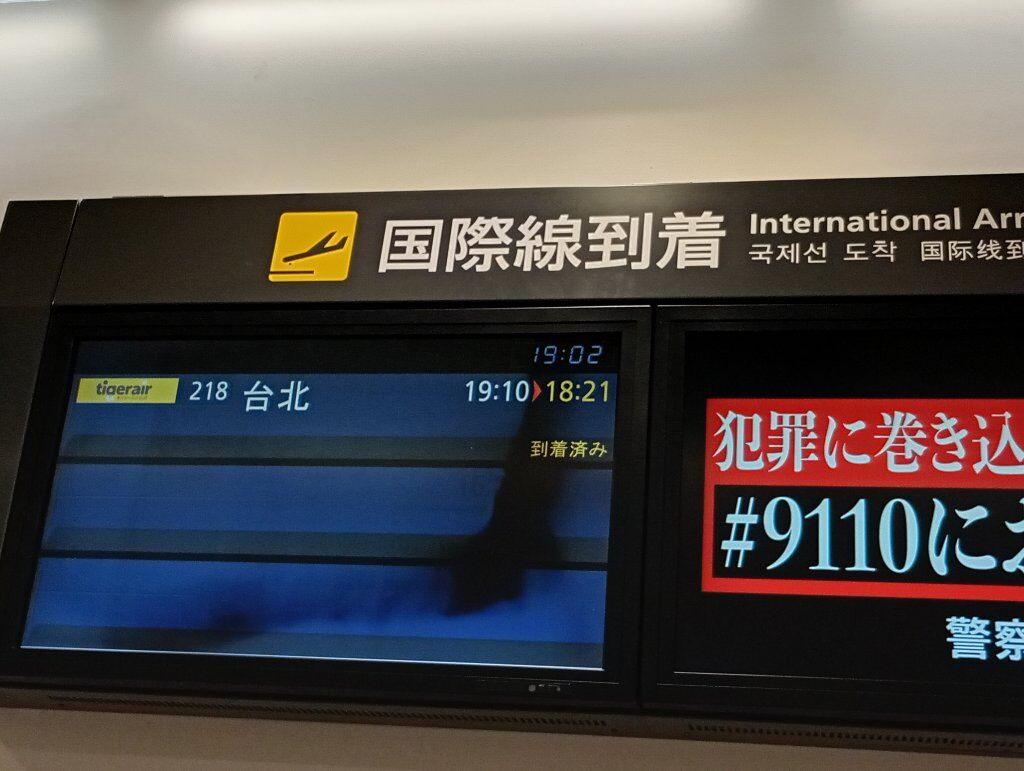 国際線到着
International Arr
국제선 도착 国际线到
19:02
tigerair 218 台北 19:10 18:21
到着済み
犯罪に巻き込
#9110に
警察